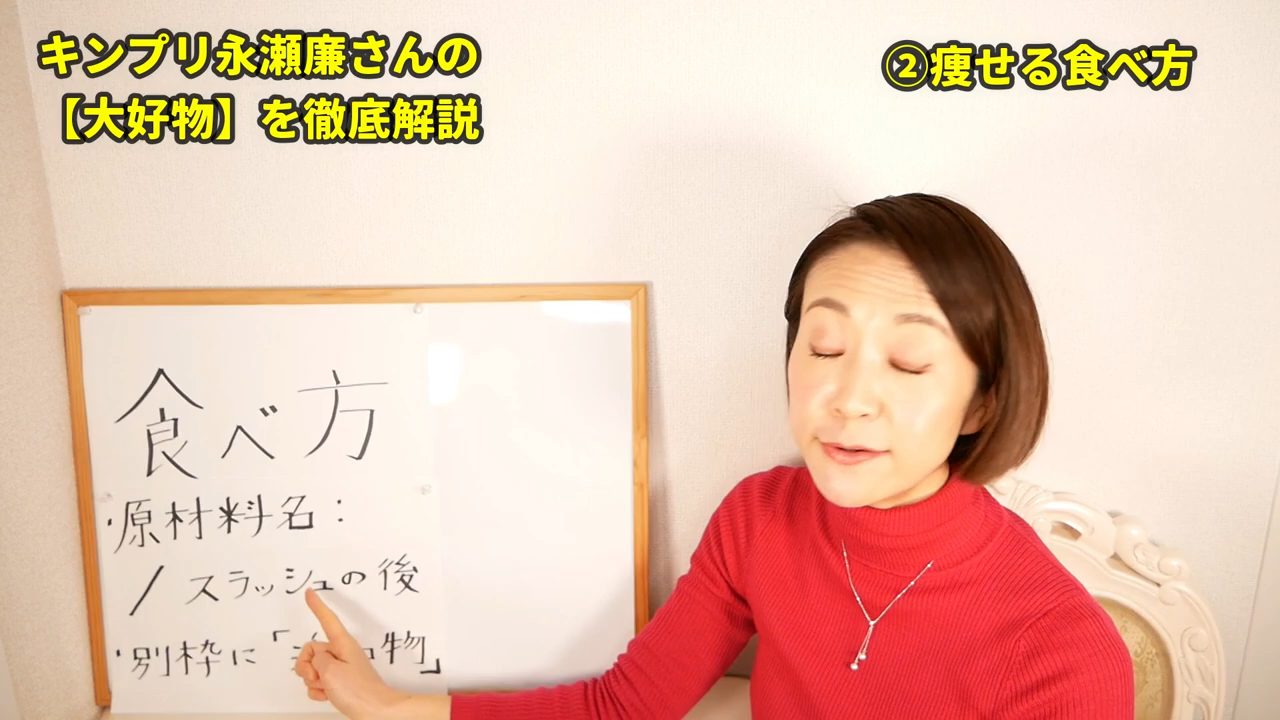 キンプリ永瀬廉さんの
【大好物】を徹底解説
②痩せる食べ方
食べ方
・原材料名:
/ スラッシュの後
・別枠に「 物」